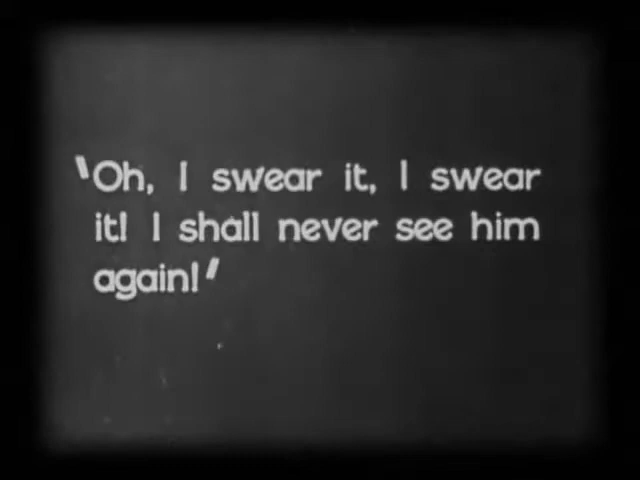 "Oh, I swear it, I swear
it! I shall never see him
again!"